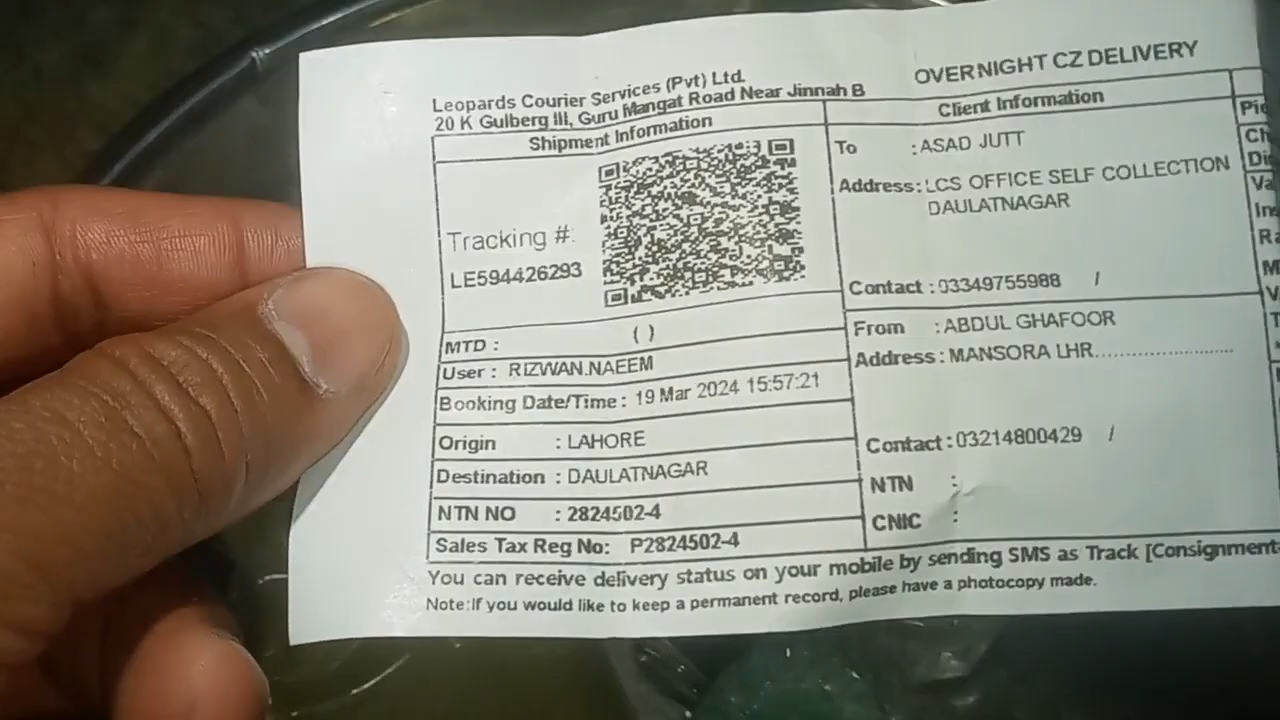 Leopards Courier Services (Pvt) Ltd.
20 K Gulberg III, Guru Mangat Road Near Jinnah B
OVERNIGHT CZ DELIVERY
Shipment Information
Tracking #:
LE594426293
MTD : ( )
User : RIZWAN.NAEEM
Booking Date/Time : 19 Mar 2024 15:57:21
Origin : LAHORE
Destination : DAULATNAGAR
NTN NO : 2824502-4
Sales Tax Reg No: P2824502-4
Client Information
To :ASAD JUTT
Address:LCS OFFICE SELF COLLECTION
DAULATNAGAR
Contact :03349755988 /
From :ABDUL GHAFOOR
Address:MANSORA LHR..........................
Contact:03214800429 /
NTN :
CNIC :
You can receive delivery status on your mobile by sending SMS as Track [Consignment
Note:If you would like to keep a permanent record, please have a photocopy made.